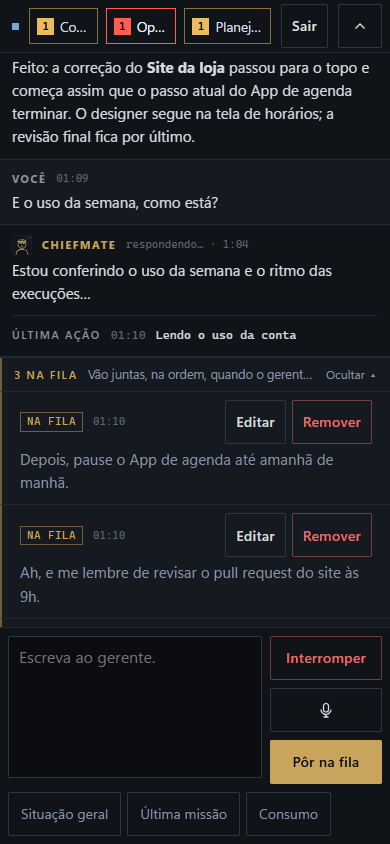 1 Co...
1 Op...
1 Planej...
Sair
Feito: a correção do Site da loja passou para o topo e
começa assim que o passo atual do App de agenda
terminar. O designer segue na tela de horários; a
revisão final fica por último.
VOCÊ 01:09
E o uso da semana, como está?
CHIEFMATE respondendo… · 1:04
Estou conferindo o uso da semana e o ritmo das
execuções...
ÚLTIMA AÇÃO 01:10 Lendo o uso da conta
3 NA FILA Vão juntas, na ordem, quando o gerent... Ocultar
NA FILA 01:10 Editar Remover
Depois, pause o App de agenda até amanhã de
manhã.
NA FILA 01:10 Editar Remover
Ah, e me lembre de revisar o pull request do site às
9h.
Escreva ao gerente.
Interromper
Pôr na fila
Situação geral
Última missão
Consumo